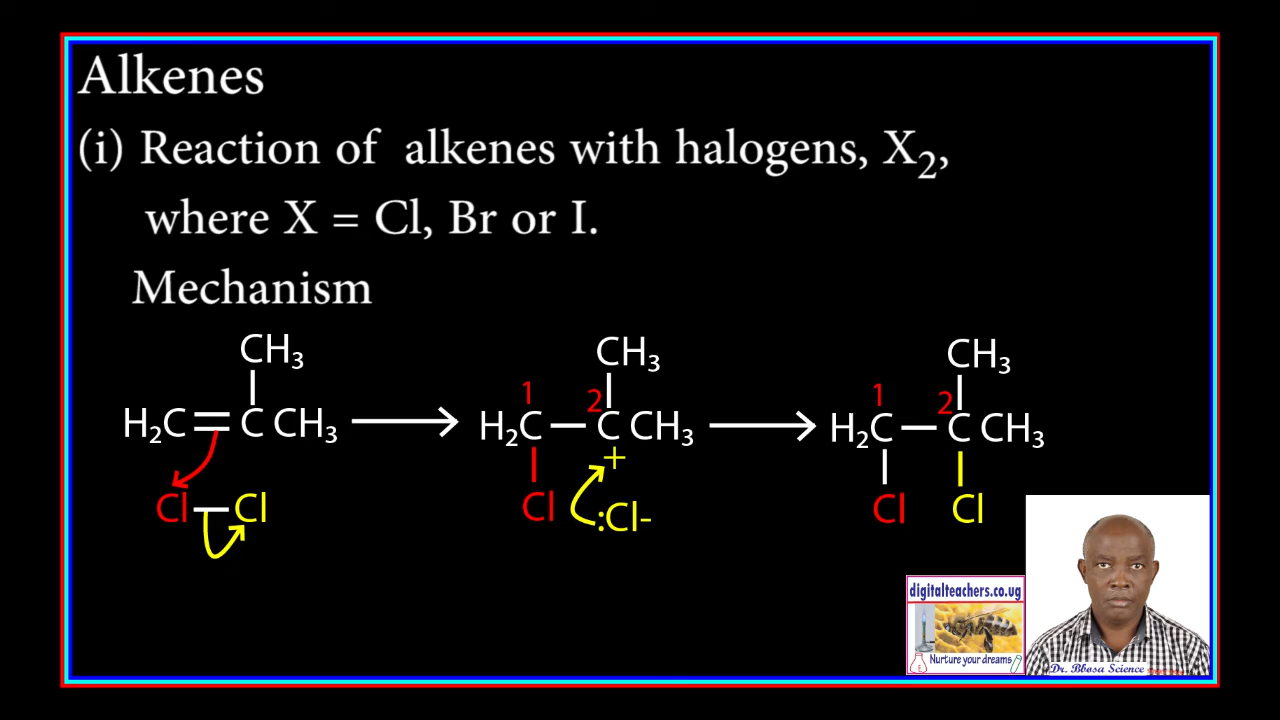 Alkenes
(i) Reaction of alkenes with halogens, X₂,
where X = Cl, Br or I.
Mechanism
CH₃ CH₃ CH₃
1 2 1 2
H₂C=C CH₃ → H₂C—C CH₃ → H₂C—C CH₃
+
Cl—Cl Cl :Cl- Cl Cl
digitalteachers.co.ug
Nurture your dreams
Dr. Bbosa Science